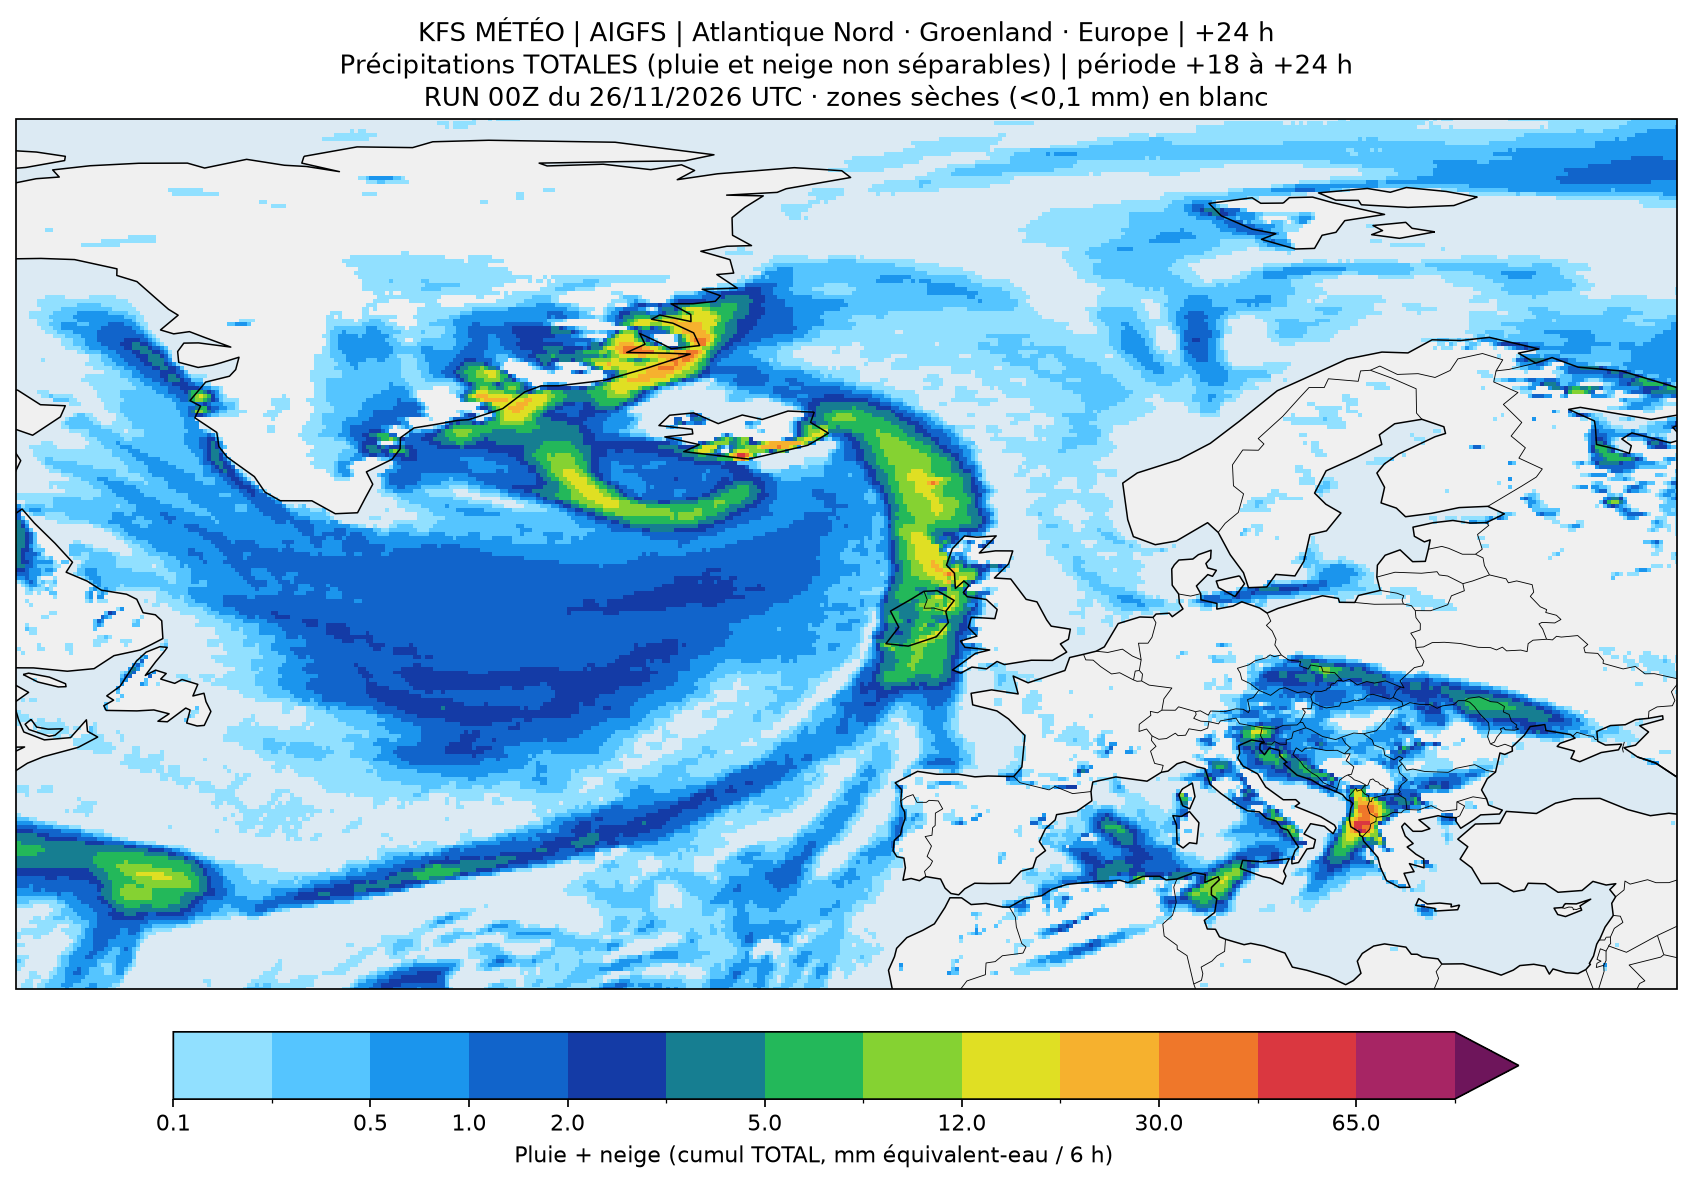 KFS MÉTÉO | AIGFS | Atlantique Nord · Groenland · Europe | +24 h
Précipitations TOTALES (pluie et neige non séparables) | période +18 à +24 h
RUN 00Z du 26/11/2026 UTC · zones sèches (<0,1 mm) en blanc
0.1 0.5 1.0 2.0 5.0 12.0 30.0 65.0
Pluie + neige (cumul TOTAL, mm équivalent-eau / 6 h)